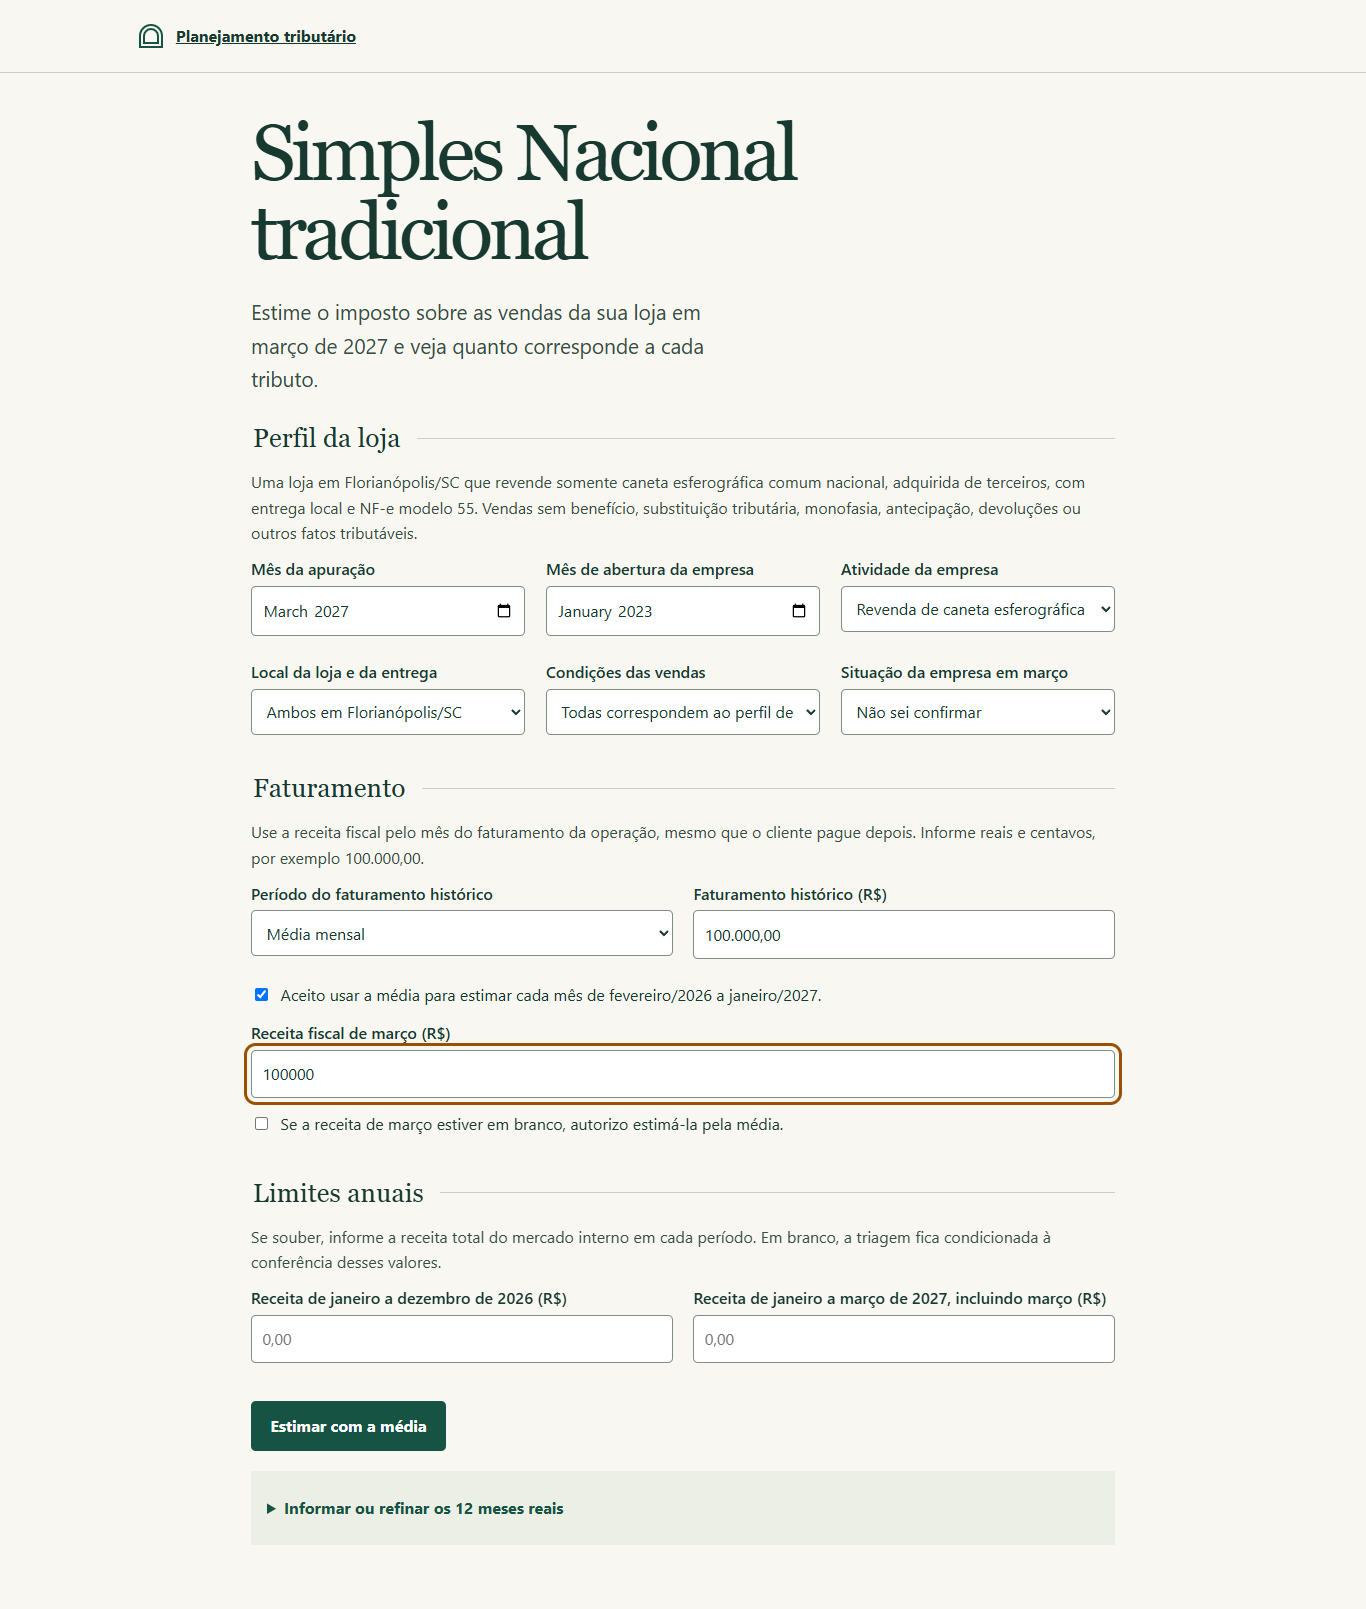 Planejamento tributário
Simples Nacional
tradicional
Estime o imposto sobre as vendas da sua loja em
março de 2027 e veja quanto corresponde a cada
tributo.
Perfil da loja
Uma loja em Florianópolis/SC que revende somente caneta esferográfica comum nacional, adquirida de terceiros, com
entrega local e NF-e modelo 55. Vendas sem benefício, substituição tributária, monofasia, antecipação, devoluções ou
outros fatos tributáveis.
Mês da apuração
Mês de abertura da empresa
Atividade da empresa
March 2027
January 2023
Revenda de caneta esferográfica
Local da loja e da entrega
Condições das vendas
Situação da empresa em março
Ambos em Florianópolis/SC
Todas correspondem ao perfil de
Não sei confirmar
Faturamento
Use a receita fiscal pelo mês do faturamento da operação, mesmo que o cliente pague depois. Informe reais e centavos,
por exemplo 100.000,00.
Período do faturamento histórico
Faturamento histórico (R$)
Média mensal
100.000,00
Aceito usar a média para estimar cada mês de fevereiro/2026 a janeiro/2027.
Receita fiscal de março (R$)
100000
Se a receita de março estiver em branco, autorizo estimá-la pela média.
Limites anuais
Se souber, informe a receita total do mercado interno em cada período. Em branco, a triagem fica condicionada à
conferência desses valores.
Receita de janeiro a dezembro de 2026 (R$)
Receita de janeiro a março de 2027, incluindo março (R$)
0,00
0,00
Estimar com a média
Informar ou refinar os 12 meses reais